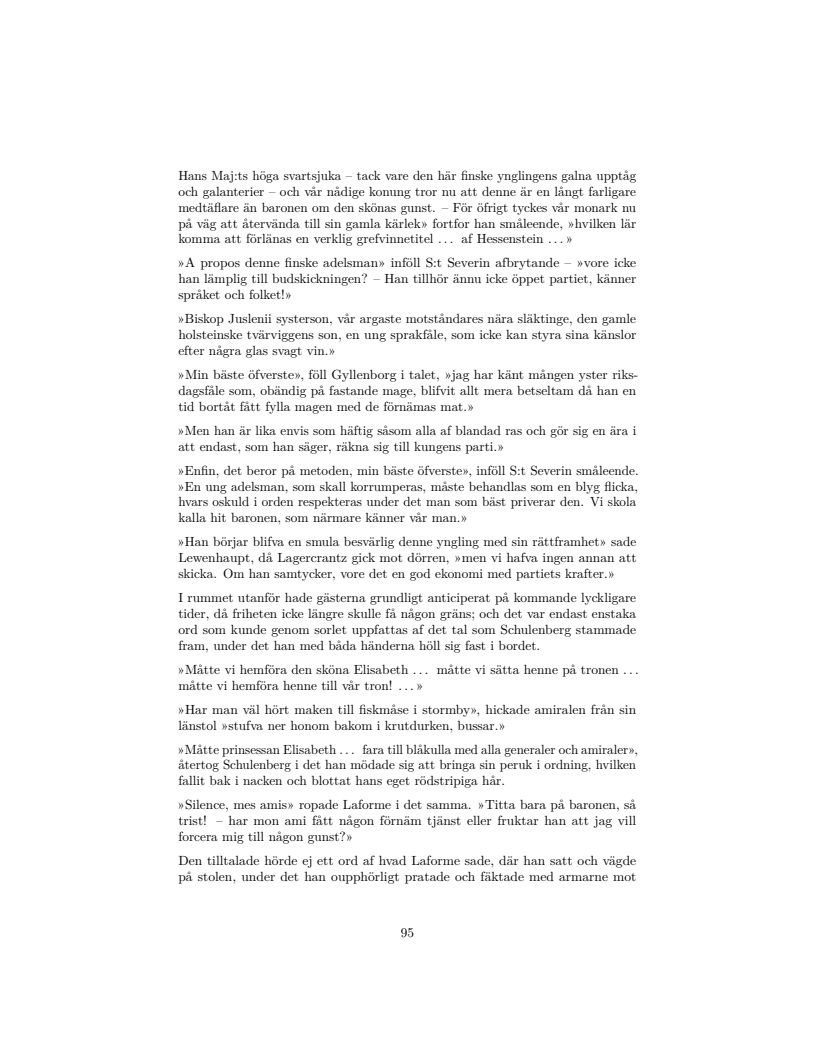 Hans Maj:ts höga svartsjuka – tack vare den här finske ynglingens galna upptåg
och galanterier – och vår nådige konung tror nu att denne är en långt farligare
medtäflare än baronen om den skönas gunst. – För öfrigt tyckes vår monark nu
på väg att återvända till sin gamla kärlek» fortfor han småleende, »hvilken lär
komma att förlänas en verklig grefvinnetitel ... af Hessenstein ... »
»A propos denne finske adelsman» inföll S:t Severin afbrytande – »vore icke
han lämplig till budskickningen? – Han tillhör ännu icke öppet partiet, känner
språket och folket!»
»Biskop Juslenii systerson, vår argaste motståndares nära släktinge, den gamle
holsteinske tvärviggens son, en ung sprakfåle, som icke kan styra sina känslor
efter några glas svagt vin.»
»Min bäste öfverste», föll Gyllenborg i talet, »jag har känt mången yster riks-
dagsfåle som, obändig på fastande mage, blifvit allt mera betseltam då han en
tid bortåt fått fylla magen med de förnämas mat.»
»Men han är lika envis som häftig såsom alla af blandad ras och gör sig en ära i
att endast, som han säger, räkna sig till kungens parti.»
»Enfin, det beror på metoden, min bäste öfverste», inföll S:t Severin småleende.
»En ung adelsman, som skall korrumperas, måste behandlas som en blyg flicka,
hvars oskuld i orden respekteras under det man som bäst priverar den. Vi skola
kalla hit baronen, som närmare känner vår man.»
»Han börjar blifva en smula besvärlig denne yngling med sin rättframhet» sade
Lewenhaupt, då Lagercrantz gick mot dörren, »men vi hafva ingen annan att
skicka. Om han samtycker, vore det en god ekonomi med partiets krafter.»
I rummet utanför hade gästerna grundligt anticiperat på kommande lyckligare
tider, då friheten icke längre skulle få någon gräns; och det var endast enstaka
ord som kunde genom sorlet uppfattas af det tal som Schulenberg stammade
fram, under det han med båda händerna höll sig fast i bordet.
»Måtte vi hemföra den sköna Elisabeth ... måtte vi sätta henne på tronen ...
måtte vi hemföra henne till vår tron! ... »
»Har man väl hört maken till fiskmåse i stormby», hickade amiralen från sin
länstol »stufva ner honom bakom i krutdurken, bussar.»
»Måtte prinsessan Elisabeth ... fara till blåkulla med alla generaler och amiraler»,
återtog Schulenberg i det han mödade sig att bringa sin peruk i ordning, hvilken
fallit bak i nacken och blottat hans eget rödstripiga hår.
»Silence, mes amis» ropade Laforme i det samma. »Titta bara på baronen, så
trist! – har mon ami fått någon förnäm tjänst eller fruktar han att jag vill
forcera mig till någon gunst?»
Den tilltalade hörde ej ett ord af hvad Laforme sade, där han satt och vägde
på stolen, under det han oupphörligt pratade och fäktade med armarne mot
95